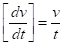 [dv/dt] = v/t